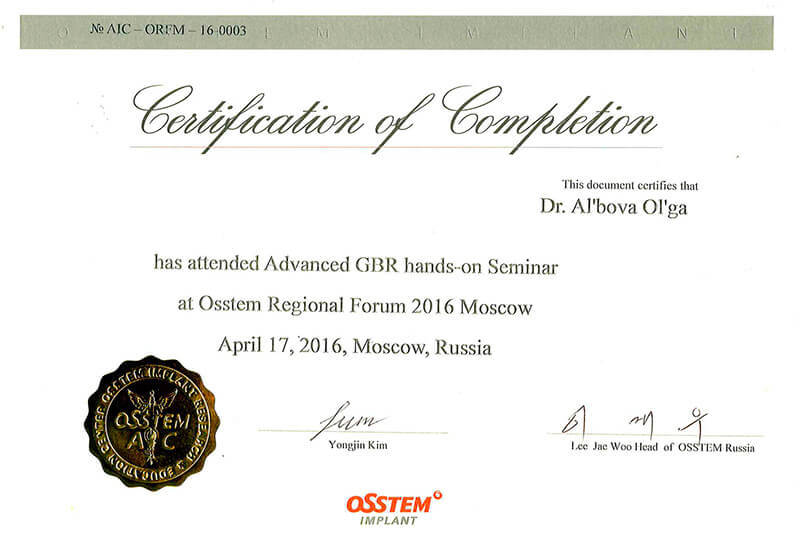 № AIC – ORFM – 16-0003
OSSTEM IMPLANT
Certification of Completion
This document certifies that
Dr. Al'bova Ol'ga
has attended Advanced GBR hands-on Seminar
at Osstem Regional Forum 2016 Moscow
April 17, 2016, Moscow, Russia
OSSTEM IMPLANT RESEARCH & EDUCATION CENTER
OSSTEM
AIC
Yongjin Kim
Lee Jae Woo Head of OSSTEM Russia
OSSTEM
IMPLANT